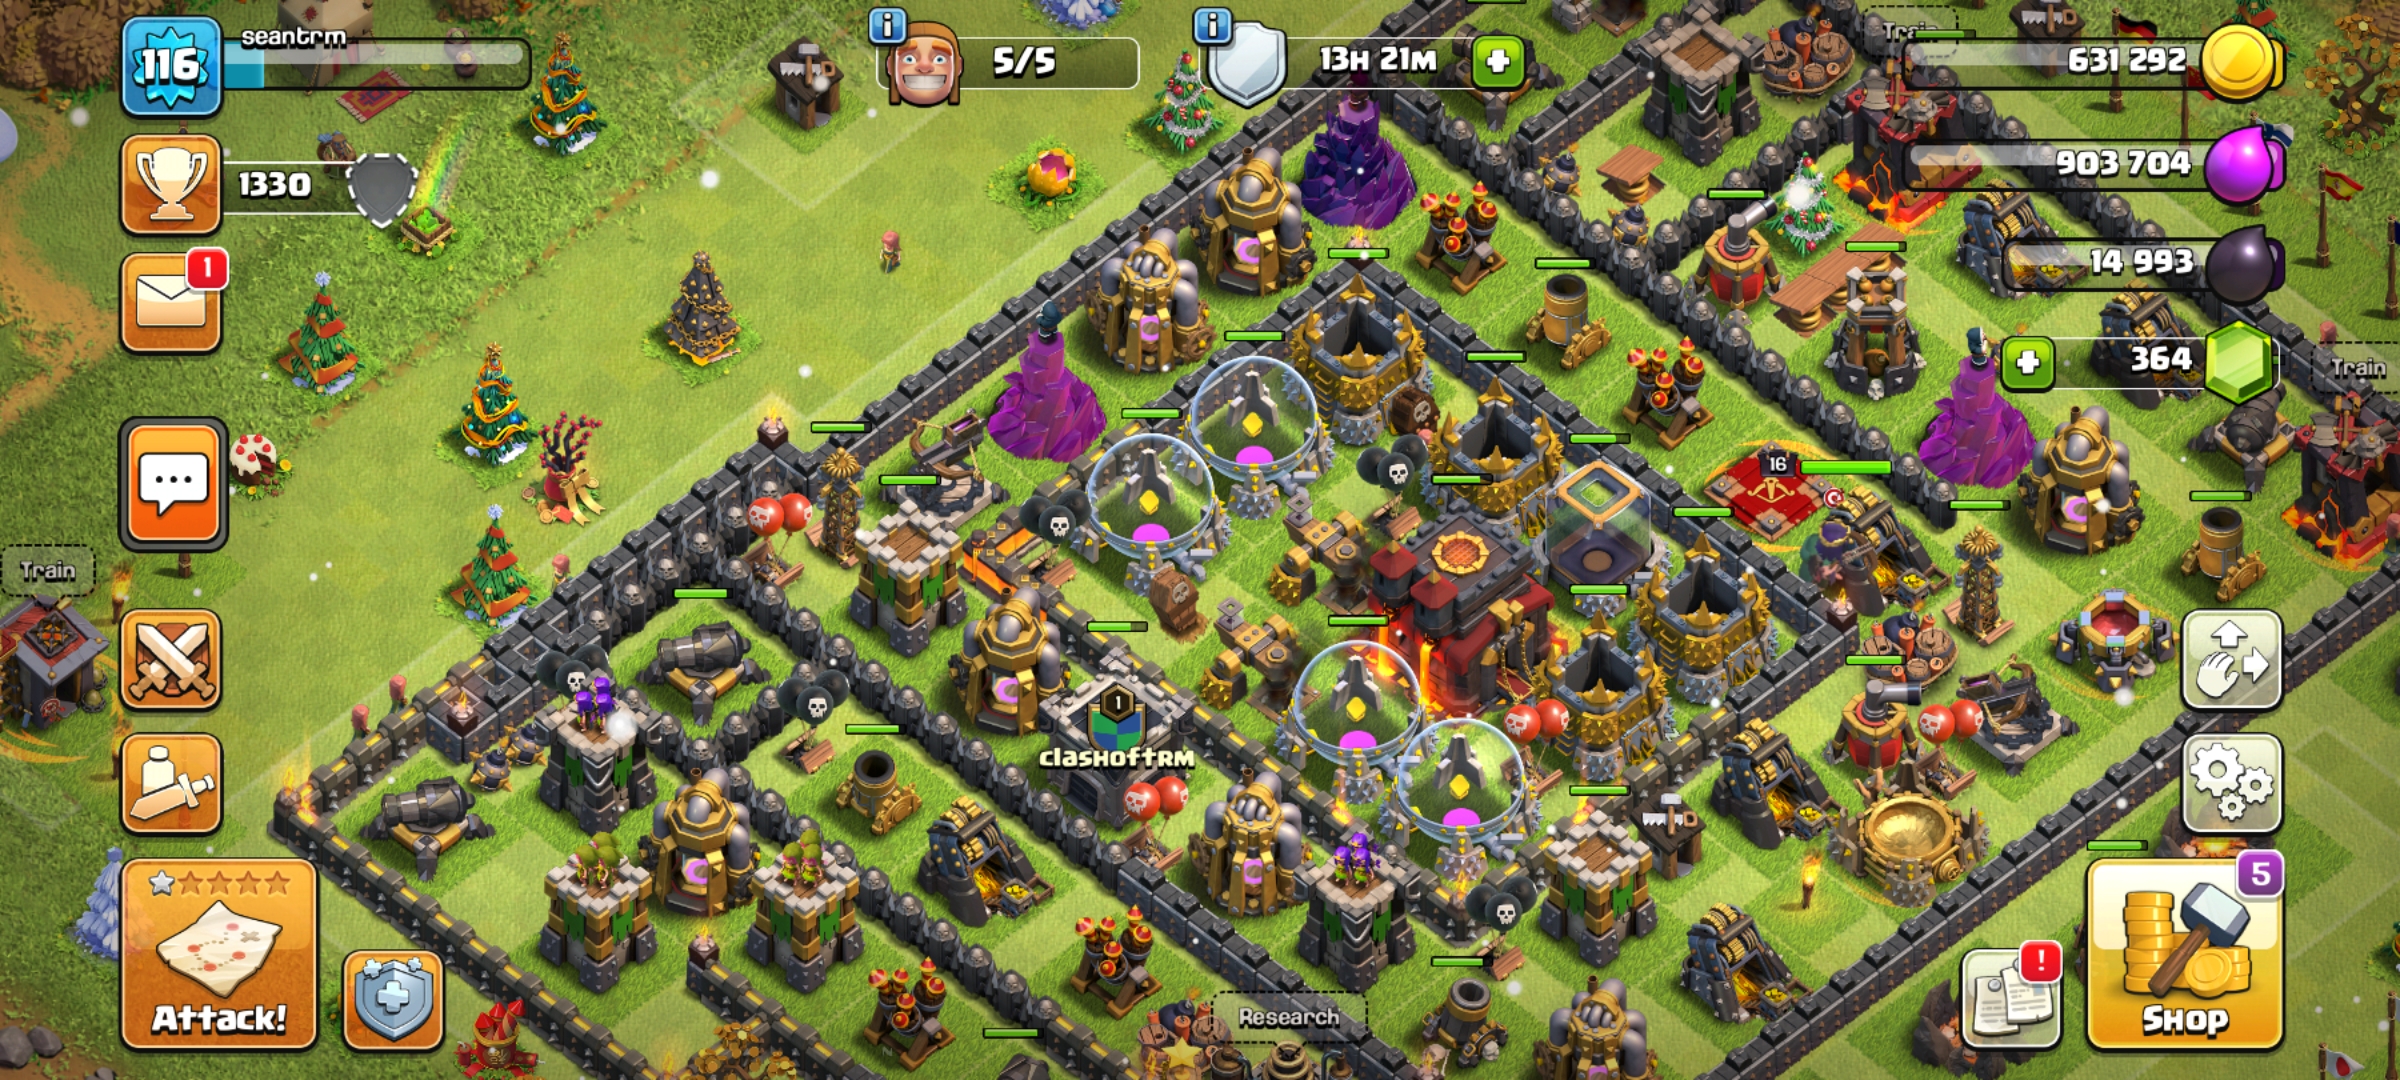 116
seantrm
5/5
13H 21M
631 292
1330
903 704
1
14 993
364
Train
16
Train
1
clashoftRM
5
Attack!
Research
!
Shop